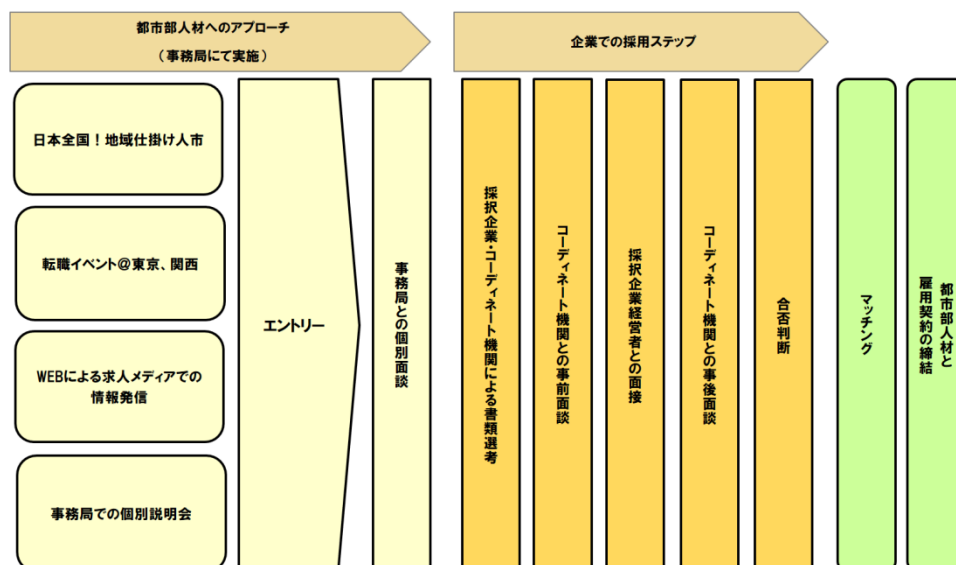 都市部人材へのアプローチ
（事務局にて実施）
企業での採用ステップ
日本全国！地域仕掛け人市
転職イベント＠東京、関西
WEBによる求人メディアでの
情報発信
事務局での個別説明会
エントリー
事務局との個別面談
採択企業・コーディネート機関による書類選考
コーディネート機関との事前面談
採択企業経営者との面接
コーディネート機関との事後面談
合否判断
マッチング
都市部人材と
雇用契約の締結